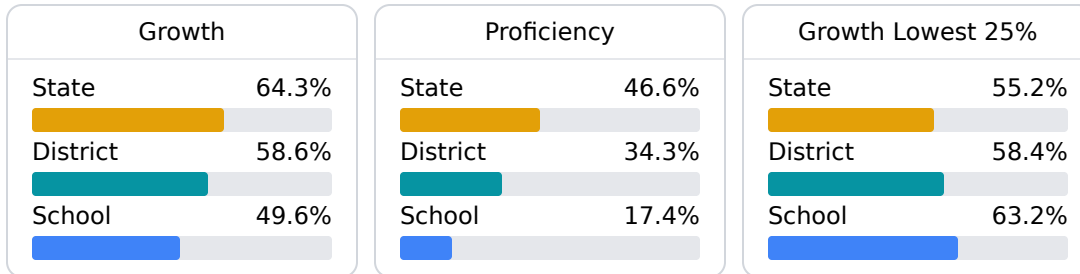 Growth
State 64.3%
District 58.6%
School 49.6%
Proficiency
State 46.6%
District 34.3%
School 17.4%
Growth Lowest 25%
State 55.2%
District 58.4%
School 63.2%